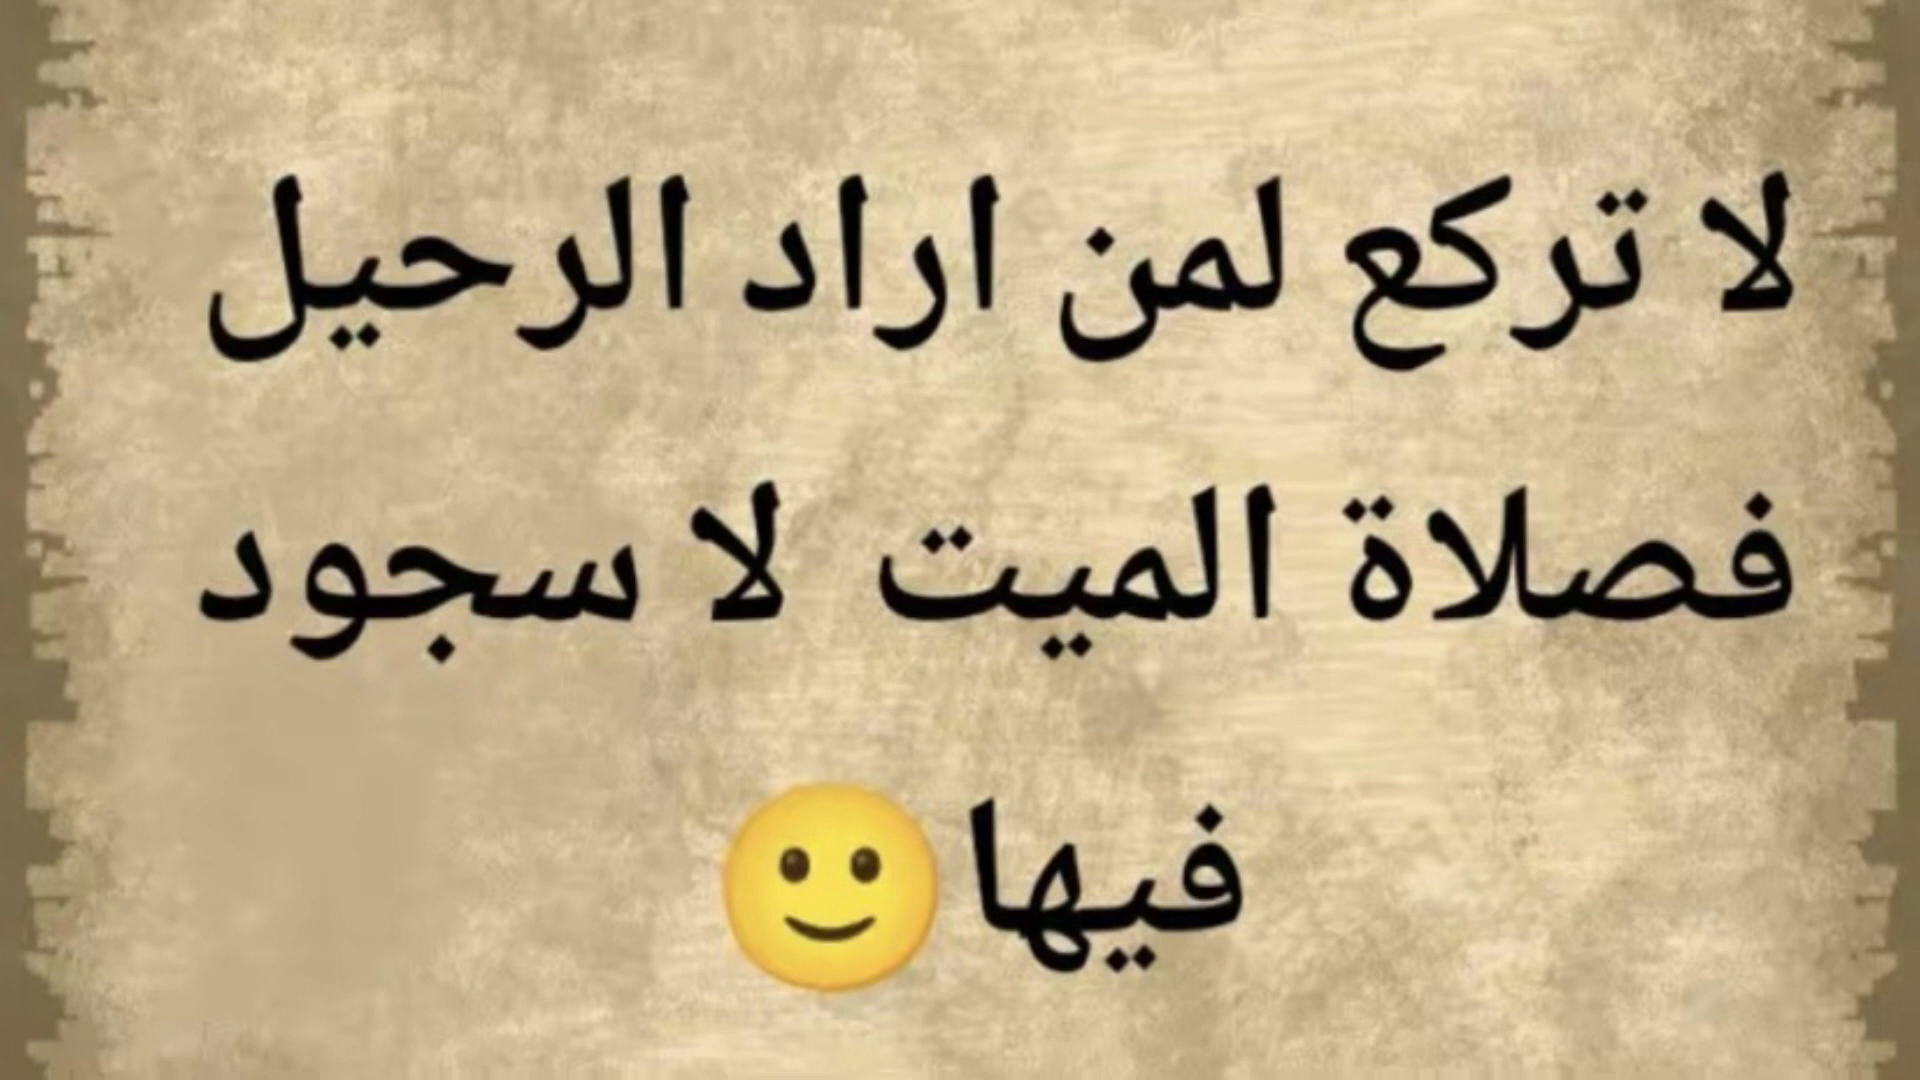 لا تركع لمن اراد الرحيل
فصلاة الميت لا سجود
فيها🙂